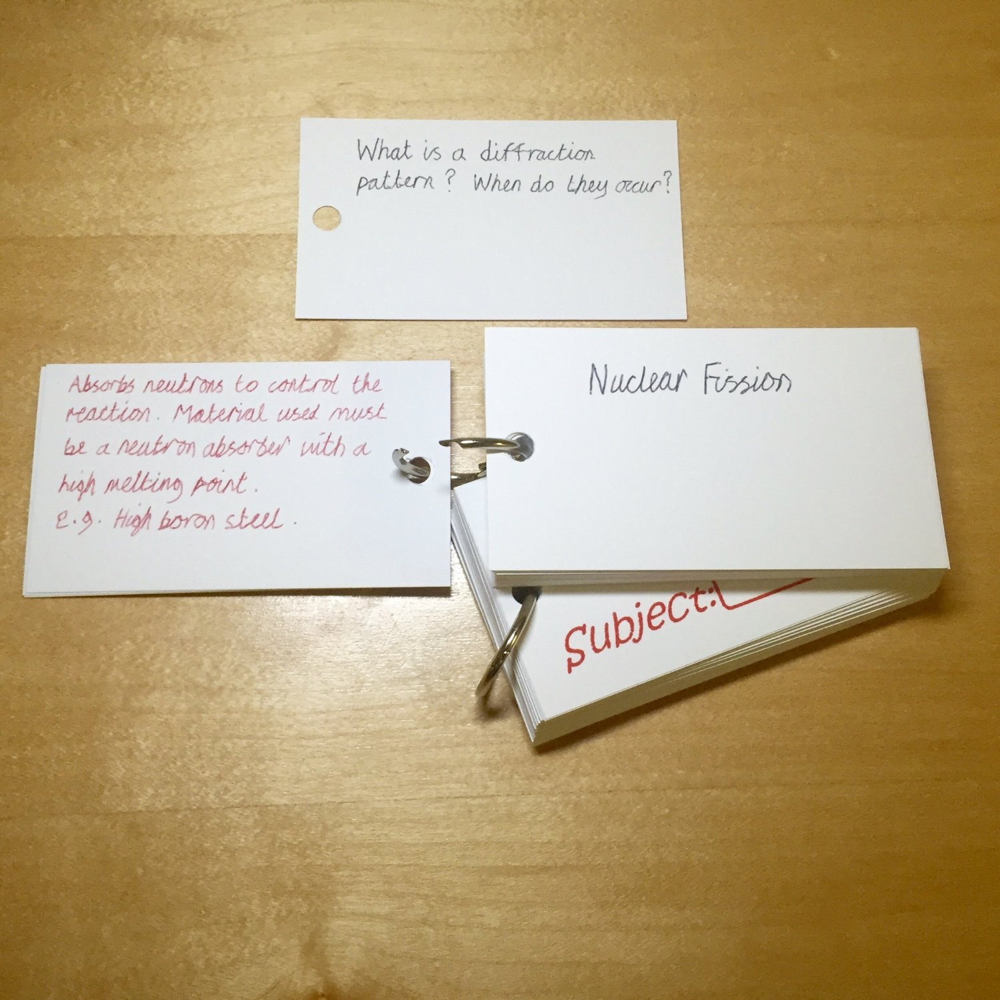 What is a diffraction
pattern? When do they occur?
Absorbs neutrons to control the
reaction. Material used must
be a neutron absorber with a
high melting point.
e.g. High boron steel.
Nuclear Fission
Subject: